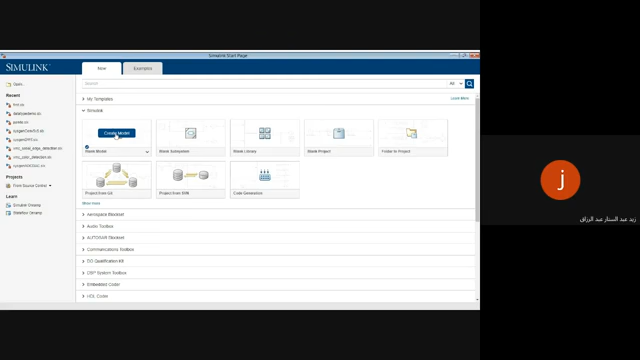 Simulink Start Page
SIMULINK
New
Examples
Search
All
Open...
My Templates
Learn More
Recent
Simulink
Create Model
Blank Model
Blank Subsystem
Blank Library
Blank Project
Folder to Project
Projects
From Source Control
Project from Git
Project from SVN
Code Generation
Learn
Simulink Onramp
Stateflow Onramp
Show more
Aerospace Blockset
Audio Toolbox
AUTOSAR Blockset
Communications Toolbox
DO Qualification Kit
DSP System Toolbox
Embedded Coder
HDL Coder
j
زيد عبد الستار عبد الرزاق